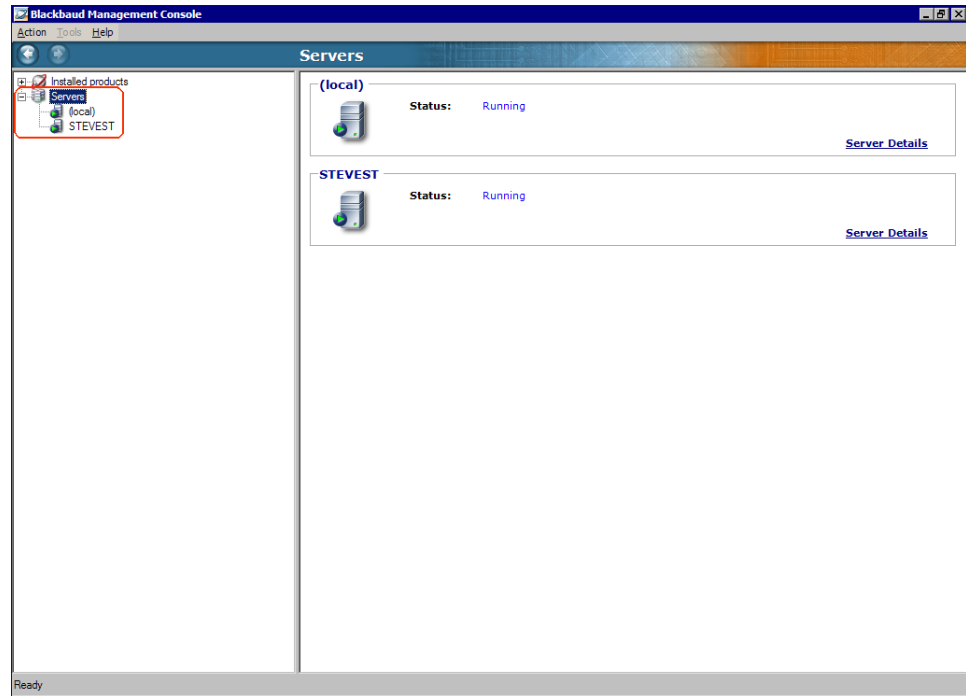 Blackbaud Management Console
Action Tools Help
Servers
Installed products
Servers
(local)
STEVEST
(local)
Status: Running
Server Details
STEVEST
Status: Running
Server Details
Ready